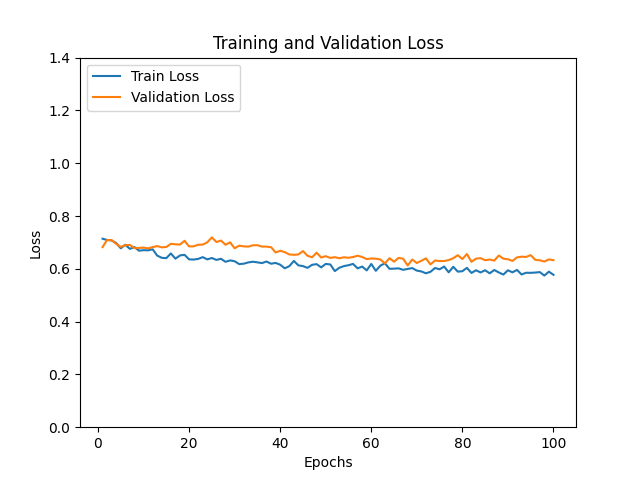 Training and Validation Loss
Train Loss
Validation Loss
Loss
1.4
1.2
1.0
0.8
0.6
0.4
0.2
0.0
0 20 40 60 80 100
Epochs